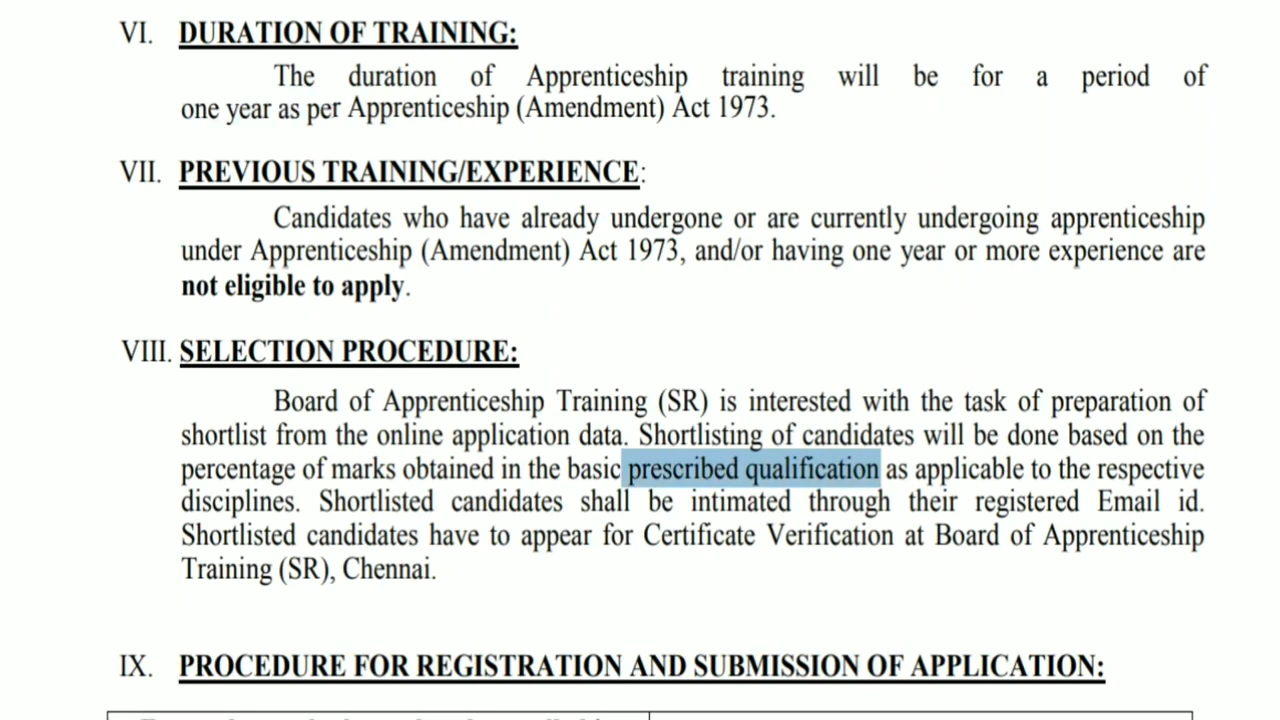 VI. DURATION OF TRAINING:
The duration of Apprenticeship training will be for a period of
one year as per Apprenticeship (Amendment) Act 1973.
VII. PREVIOUS TRAINING/EXPERIENCE:
Candidates who have already undergone or are currently undergoing apprenticeship
under Apprenticeship (Amendment) Act 1973, and/or having one year or more experience are
not eligible to apply.
VIII. SELECTION PROCEDURE:
Board of Apprenticeship Training (SR) is interested with the task of preparation of
shortlist from the online application data. Shortlisting of candidates will be done based on the
percentage of marks obtained in the basic prescribed qualification as applicable to the respective
disciplines. Shortlisted candidates shall be intimated through their registered Email id.
Shortlisted candidates have to appear for Certificate Verification at Board of Apprenticeship
Training (SR), Chennai.
IX. PROCEDURE FOR REGISTRATION AND SUBMISSION OF APPLICATION: